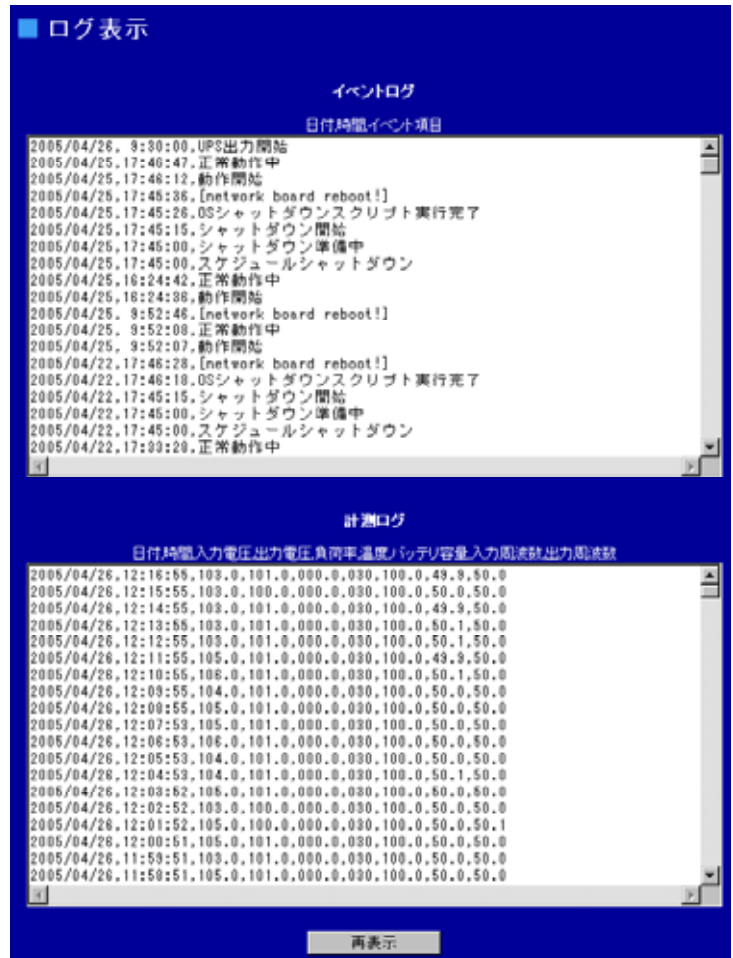 ログ表示
イベントログ
日付,時間,イベント項目
2005/04/26, 9:30:00,UPS出力開始
2005/04/25,17:46:47,正常動作中
2005/04/25,17:46:12,動作開始
2005/04/25,17:45:36,[network board reboot!]
2005/04/25,17:45:26,OSシャットダウンスクリプト実行完了
2005/04/25,17:45:15,シャットダウン開始
2005/04/25,17:45:00,シャットダウン準備中
2005/04/25,17:45:00,スケジュールシャットダウン
2005/04/25,16:24:42,正常動作中
2005/04/25,16:24:36,動作開始
2005/04/25, 9:52:46,[network board reboot!]
2005/04/25, 9:52:08,正常動作中
2005/04/25, 9:52:07,動作開始
2005/04/22,17:46:28,[network board reboot!]
2005/04/22,17:46:18,OSシャットダウンスクリプト実行完了
2005/04/22,17:45:15,シャットダウン開始
2005/04/22,17:45:00,シャットダウン準備中
2005/04/22,17:45:00,スケジュールシャットダウン
2005/04/22,17:33:28,正常動作中
計測ログ
日付,時間,入力電圧,出力電圧,負荷率,温度,バッテリ容量,入力周波数,出力周波数
2005/04/26,12:16:55,103.0,101.0,000.0,030,100.0,49.9,50.0
2005/04/26,12:15:55,103.0,100.0,000.0,030,100.0,50.0,50.0
2005/04/26,12:14:55,103.0,101.0,000.0,030,100.0,49.9,50.0
2005/04/26,12:13:55,103.0,101.0,000.0,030,100.0,50.1,50.0
2005/04/26,12:12:55,103.0,101.0,000.0,030,100.0,50.1,50.0
2005/04/26,12:11:55,105.0,101.0,000.0,030,100.0,49.9,50.0
2005/04/26,12:10:55,106.0,101.0,000.0,030,100.0,50.1,50.0
2005/04/26,12:09:55,104.0,101.0,000.0,030,100.0,50.0,50.0
2005/04/26,12:08:55,105.0,101.0,000.0,030,100.0,50.0,50.0
2005/04/26,12:07:53,105.0,101.0,000.0,030,100.0,50.0,50.0
2005/04/26,12:06:53,106.0,101.0,000.0,030,100.0,50.0,50.0
2005/04/26,12:05:53,104.0,101.0,000.0,030,100.0,50.0,50.0
2005/04/26,12:04:53,104.0,101.0,000.0,030,100.0,50.1,50.0
2005/04/26,12:03:52,105.0,101.0,000.0,030,100.0,50.0,50.0
2005/04/26,12:02:52,103.0,100.0,000.0,030,100.0,50.0,50.0
2005/04/26,12:01:52,105.0,100.0,000.0,030,100.0,50.0,50.1
2005/04/26,12:00:51,105.0,101.0,000.0,030,100.0,50.0,50.0
2005/04/26,11:59:51,103.0,101.0,000.0,030,100.0,50.0,50.0
2005/04/26,11:58:51,105.0,101.0,000.0,030,100.0,50.0,50.0
再表示